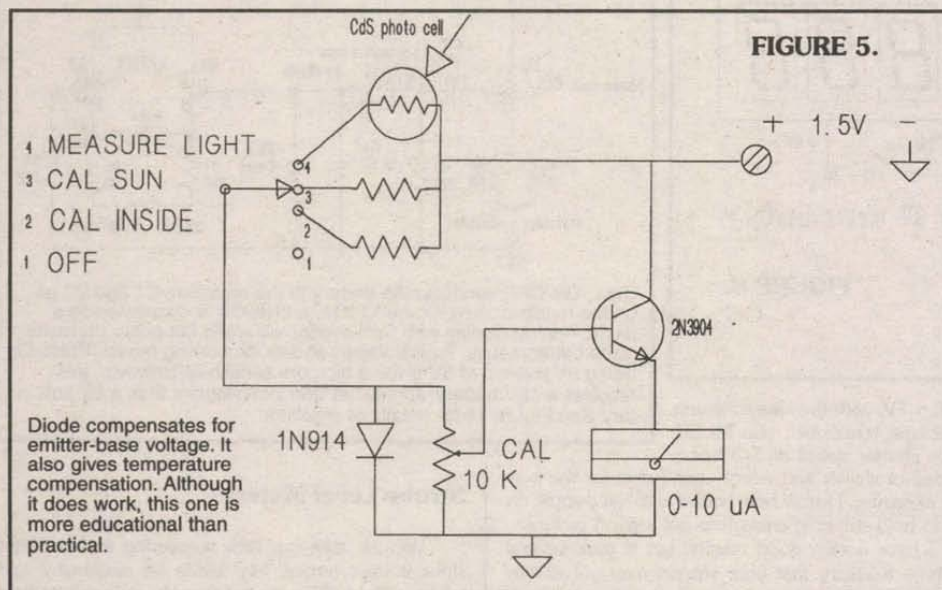 CdS photo cell
FIGURE 5.
+ 1.5V −
4 MEASURE LIGHT
3 CAL SUN
2 CAL INSIDE
1 OFF
4
3
2
1
2N3904
Diode compensates for
emitter-base voltage. It
also gives temperature
compensation. Although
it does work, this one is
more educational than
practical.
1N914
CAL
10 K
0-10 uA